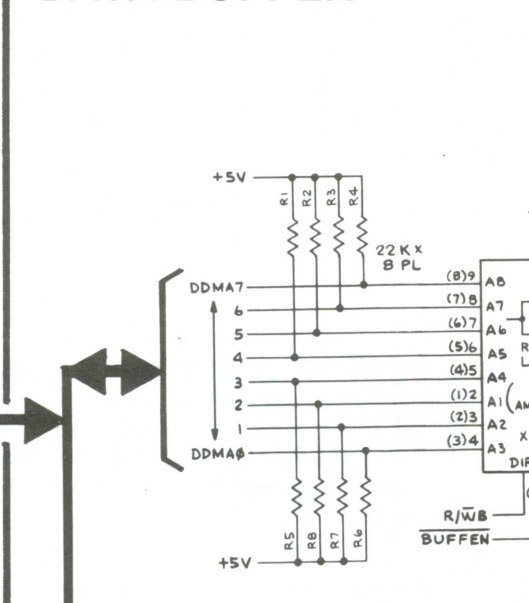 +5V
R1 R2 R3 R4
22K X
8 PL
DDMA7 (8)9 A8
6 (7)8 A7
5 (6)7 A6
4 (5)6 A5
3 (4)5 A4
2 (1)2 A1
1 (2)3 A2
DDMAØ (3)4 A3
X
DIR
R5 R8 R7 R6
+5V
R/W̅B
B̅U̅F̅F̅E̅N̅